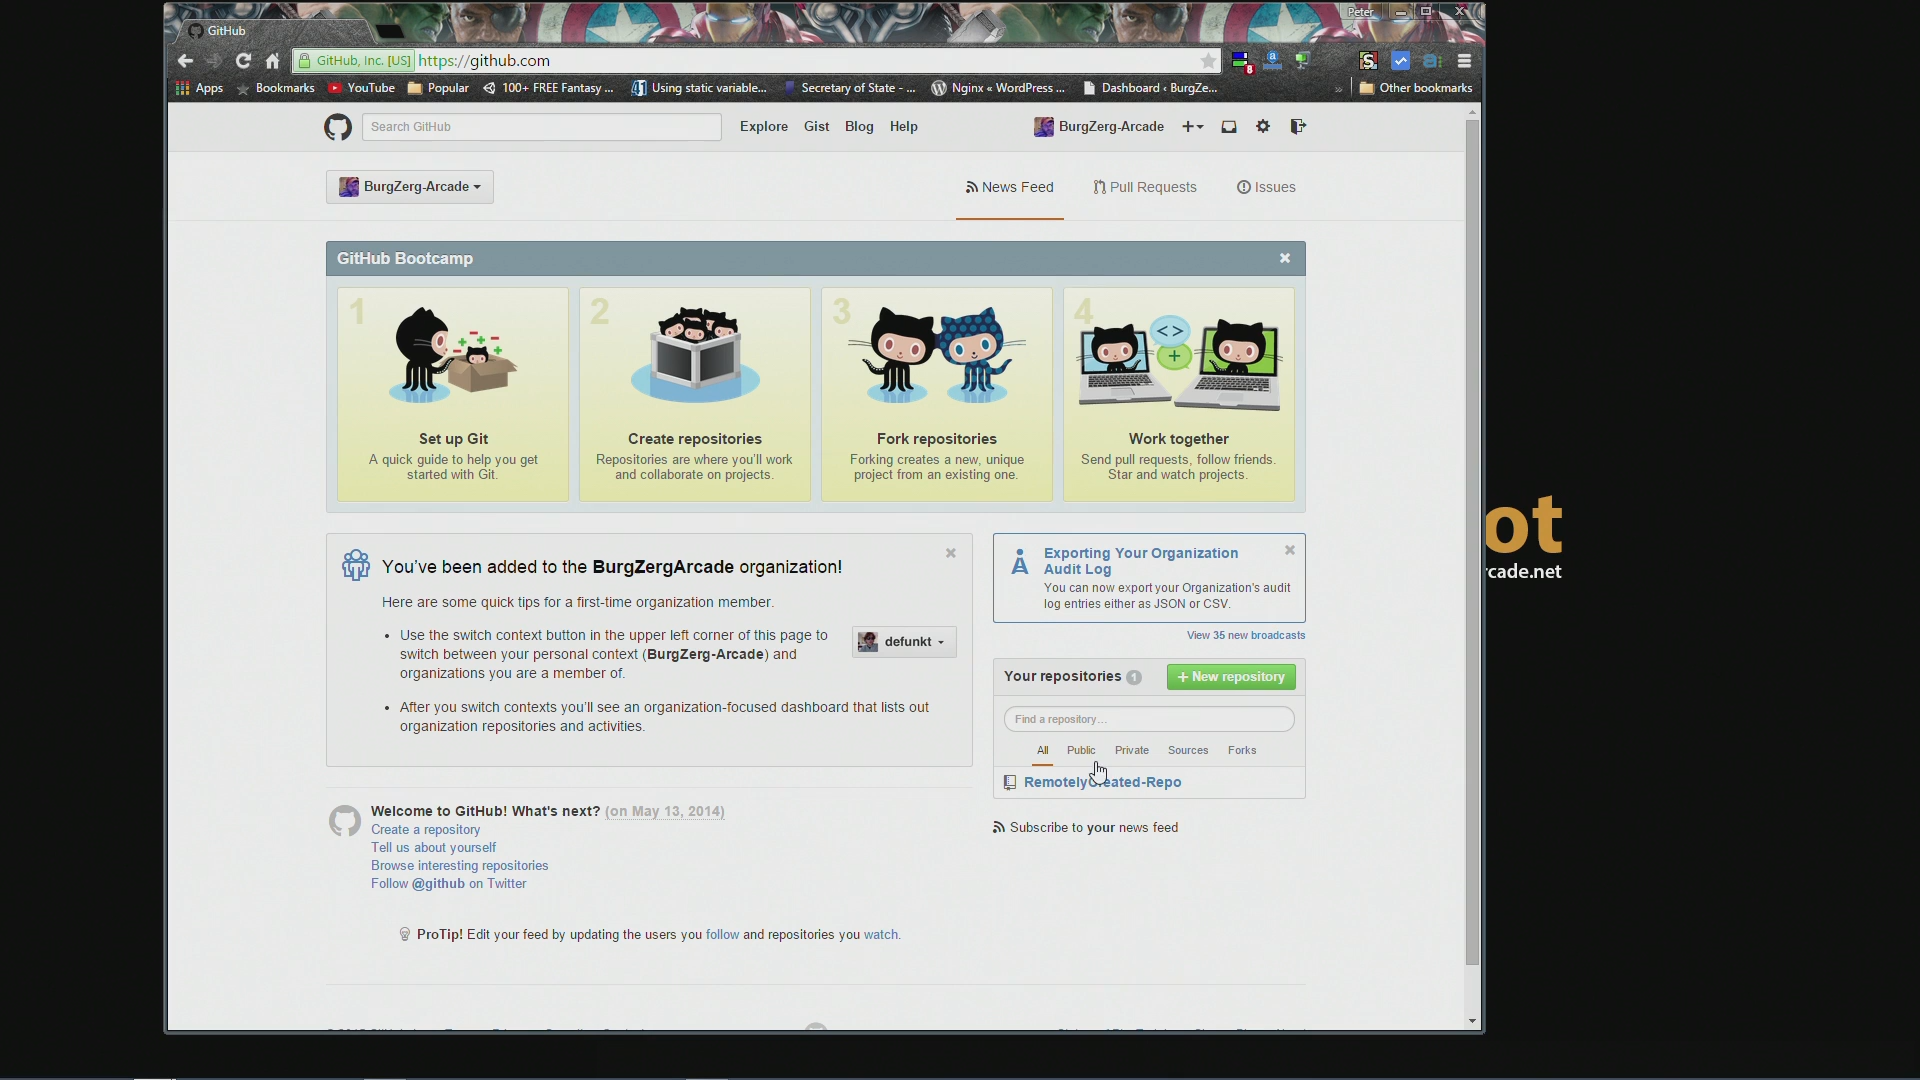 Peter
GitHub
GitHub, Inc. [US] https://github.com
8
Apps Bookmarks YouTube Popular 100+ FREE Fantasy ... Using static variable... Secretary of State - ... Nginx « WordPress ... Dashboard ‹ BurgZe... » Other bookmarks
Search GitHub Explore Gist Blog Help BurgZerg-Arcade
BurgZerg-Arcade News Feed Pull Requests Issues
GitHub Bootcamp
1 2 3 4
Set up Git
A quick guide to help you get
started with Git.
Create repositories
Repositories are where you'll work
and collaborate on projects.
Fork repositories
Forking creates a new, unique
project from an existing one.
Work together
Send pull requests, follow friends.
Star and watch projects.
ot
rcade.net
You've been added to the BurgZergArcade organization!
Here are some quick tips for a first-time organization member.
• Use the switch context button in the upper left corner of this page to
switch between your personal context (BurgZerg-Arcade) and
organizations you are a member of.
defunkt
• After you switch contexts you'll see an organization-focused dashboard that lists out
organization repositories and activities.
Exporting Your Organization
Audit Log
You can now export your Organization's audit
log entries either as JSON or CSV.
View 35 new broadcasts
Your repositories 1 + New repository
Find a repository...
All Public Private Sources Forks
Subscribe to your news feed
Welcome to GitHub! What's next? (on May 13, 2014)
Create a repository
Tell us about yourself
Browse interesting repositories
Follow @github on Twitter
ProTip! Edit your feed by updating the users you follow and repositories you watch.